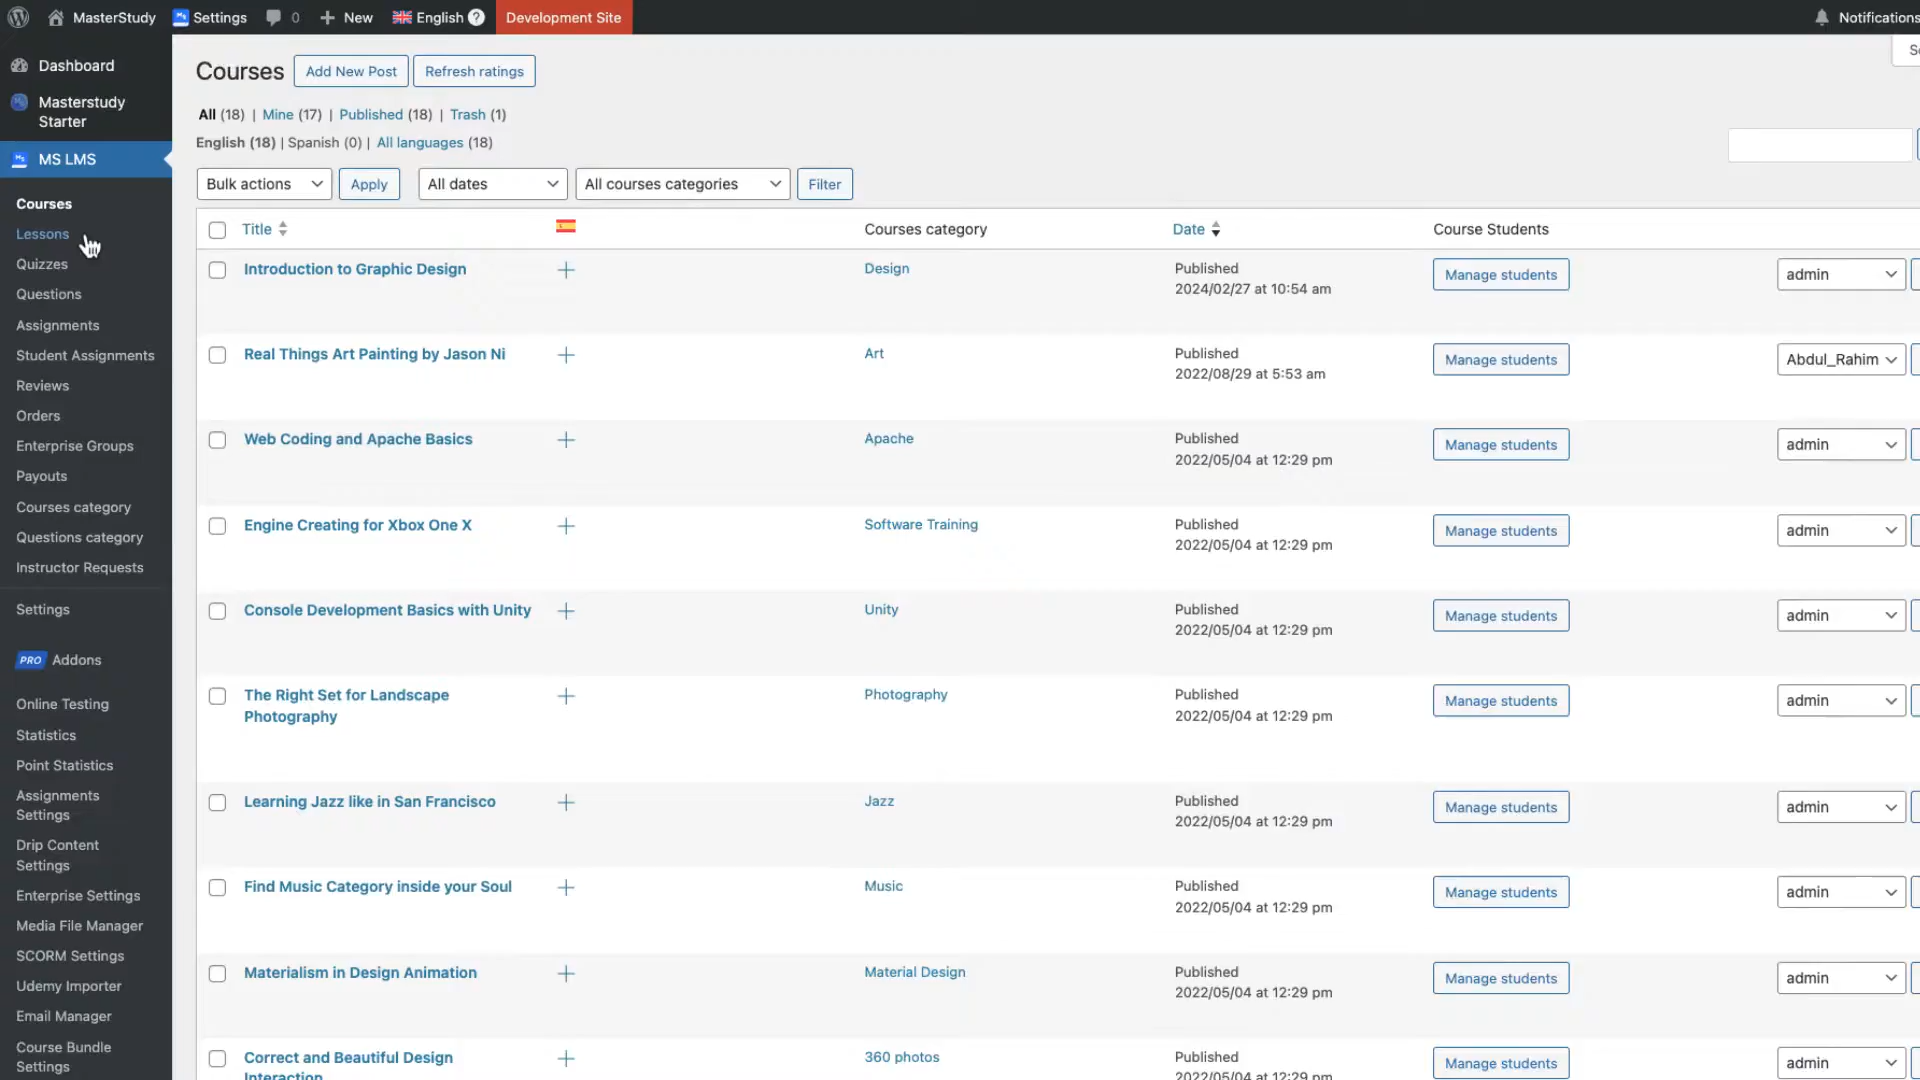 MasterStudy Settings 0 New English ? Development Site Notifications
Dashboard
Masterstudy
Starter
MS LMS
Courses
Lessons
Quizzes
Questions
Assignments
Student Assignments
Reviews
Orders
Enterprise Groups
Payouts
Courses category
Questions category
Instructor Requests
Settings
PRO Addons
Online Testing
Statistics
Point Statistics
Assignments
Settings
Drip Content
Settings
Enterprise Settings
Media File Manager
SCORM Settings
Udemy Importer
Email Manager
Course Bundle
Settings
Courses Add New Post Refresh ratings
All (18) | Mine (17) | Published (18) | Trash (1)
English (18) | Spanish (0) | All languages (18)
Bulk actions Apply All dates All courses categories Filter
Title Courses category Date Course Students
Introduction to Graphic Design Design Published Manage students admin
2024/02/27 at 10:54 am
Real Things Art Painting by Jason Ni Art Published Manage students Abdul_Rahim
2022/08/29 at 5:53 am
Web Coding and Apache Basics Apache Published Manage students admin
2022/05/04 at 12:29 pm
Engine Creating for Xbox One X Software Training Published Manage students admin
2022/05/04 at 12:29 pm
Console Development Basics with Unity Unity Published Manage students admin
2022/05/04 at 12:29 pm
The Right Set for Landscape Photography Published Manage students admin
Photography 2022/05/04 at 12:29 pm
Learning Jazz like in San Francisco Jazz Published Manage students admin
2022/05/04 at 12:29 pm
Find Music Category inside your Soul Music Published Manage students admin
2022/05/04 at 12:29 pm
Materialism in Design Animation Material Design Published Manage students admin
2022/05/04 at 12:29 pm
Correct and Beautiful Design 360 photos Published Manage students admin
Interaction 2022/05/04 at 12:29 pm